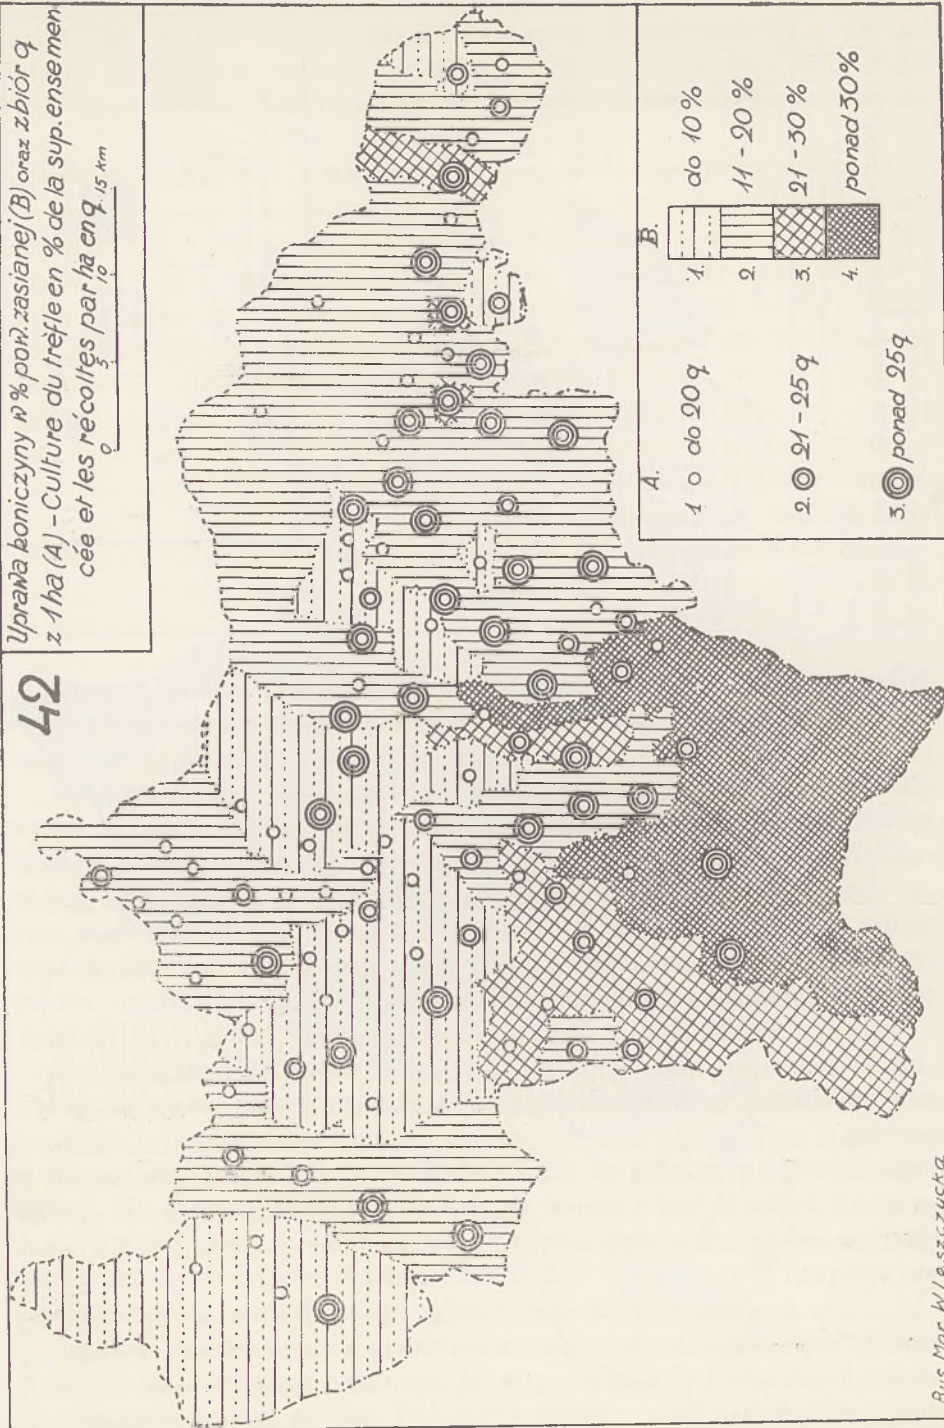 42
Uprawa koniczyny w % pow. zasianej (B) oraz zbiór q
z 1 ha (A) - Culture du trèfle en % de la sup. ensemen
cée et les récoltes par ha en q.
0 5 10 15 km
A.
1. do 20 q
2. 21-25 q
3. ponad 25 q
B.
1. do 10 %
2. 11-20 %
3. 21-30 %
4. ponad 30 %
Rys. Mgr W. Leszczycka